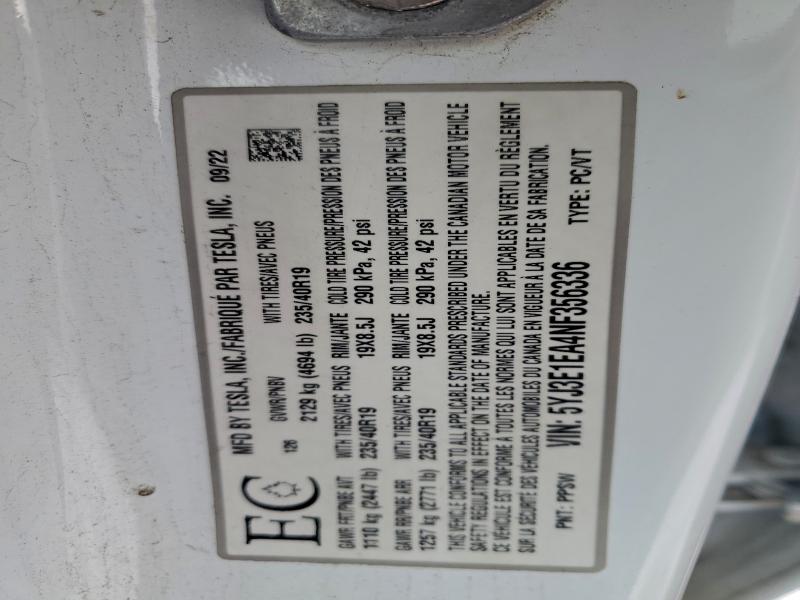 MFD BY TESLA, INC./FABRIQUÉ PAR TESLA, INC. 09/22
EC
126
GVWR/PNBV WITH TIRES/AVEC PNEUS
2129 kg (4694 lb) 235/40R19
GAWR: FRT/PNBE AVT WITH TIRES/AVEC PNEUS RIM/JANTE COLD TIRE PRESSURE/PRESSION DES PNEUS À FROID
1110 kg (2447 lb) 235/40R19 19X8.5J 290 kPa, 42 psi
GAWR RR/PNBE ARR WITH TIRES/AVEC PNEUS RIM/JANTE COLD TIRE PRESSURE/PRESSION DES PNEUS À FROID
1257 kg (2771 lb) 235/40R19 19X8.5J 290 kPa, 42 psi
THIS VEHICLE CONFORMS TO ALL APPLICABLE STANDARDS PRESCRIBED UNDER THE CANADIAN MOTOR VEHICLE
SAFETY REGULATIONS IN EFFECT ON THE DATE OF MANUFACTURE.
CE VÉHICULE EST CONFORME À TOUTES LES NORMES QUI LUI SONT APPLICABLES EN VERTU DU RÈGLEMENT
SUR LA SÉCURITÉ DES VÉHICULES AUTOMOBILES DU CANADA EN VIGUEUR À LA DATE DE SA FABRICATION.
PNT: PPSW VIN: 5YJ3E1EA4NF356336 TYPE: PC/VT